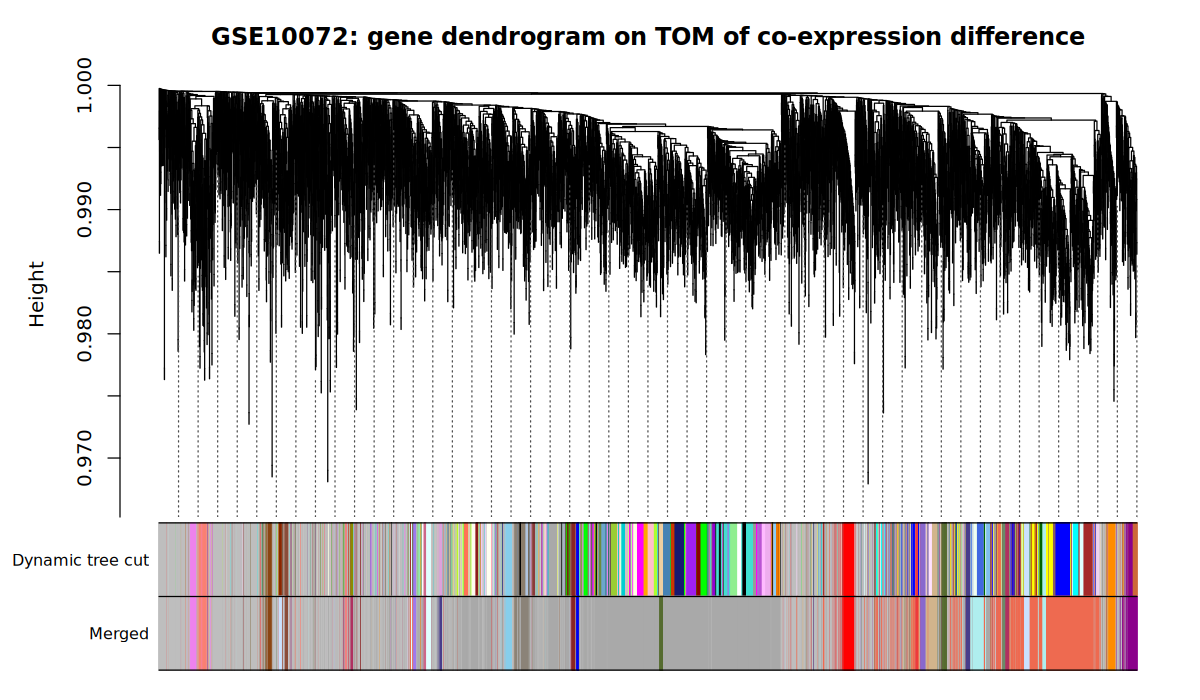 GSE10072: gene dendrogram on TOM of co-expression difference
Height
1.000
0.990
0.980
0.970
Dynamic tree cut
Merged